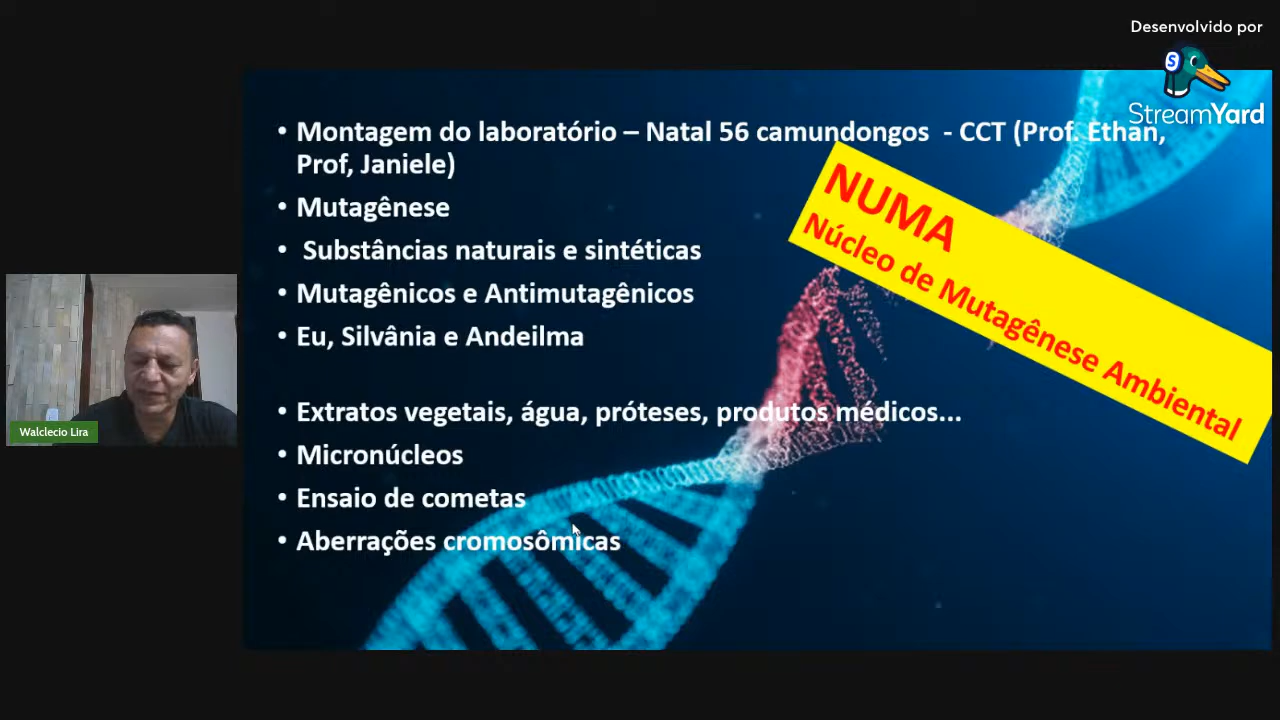 Desenvolvido por
StreamYard
• Montagem do laboratório – Natal 56 camundongos - CCT (Prof. Ethan,
Prof, Janiele)
• Mutagênese
• Substâncias naturais e sintéticas
• Mutagênicos e Antimutagênicos
• Eu, Silvânia e Andeilma
• Extratos vegetais, água, próteses, produtos médicos...
• Micronúcleos
• Ensaio de cometas
• Aberrações cromosômicas
NUMA
Núcleo de Mutagênese Ambiental
Walclecio Lira